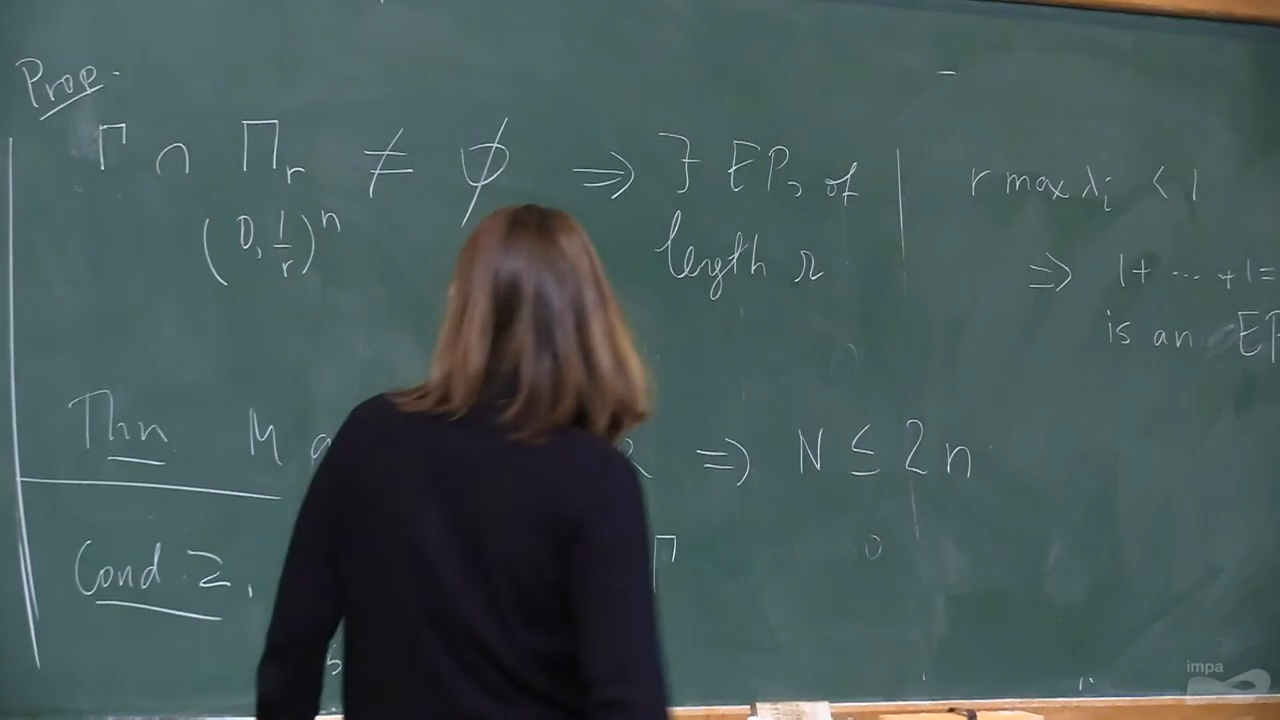 Prop.
Γ ∩ Π_r ≠ ∅ ⇒ ∃ EP, of
(0, 1/r)^n
length r
r max λ_i < 1
⇒ 1 + ... + 1 =
is an EP
Thm M ⇒ N ≤ 2n
Cond 2.
impa